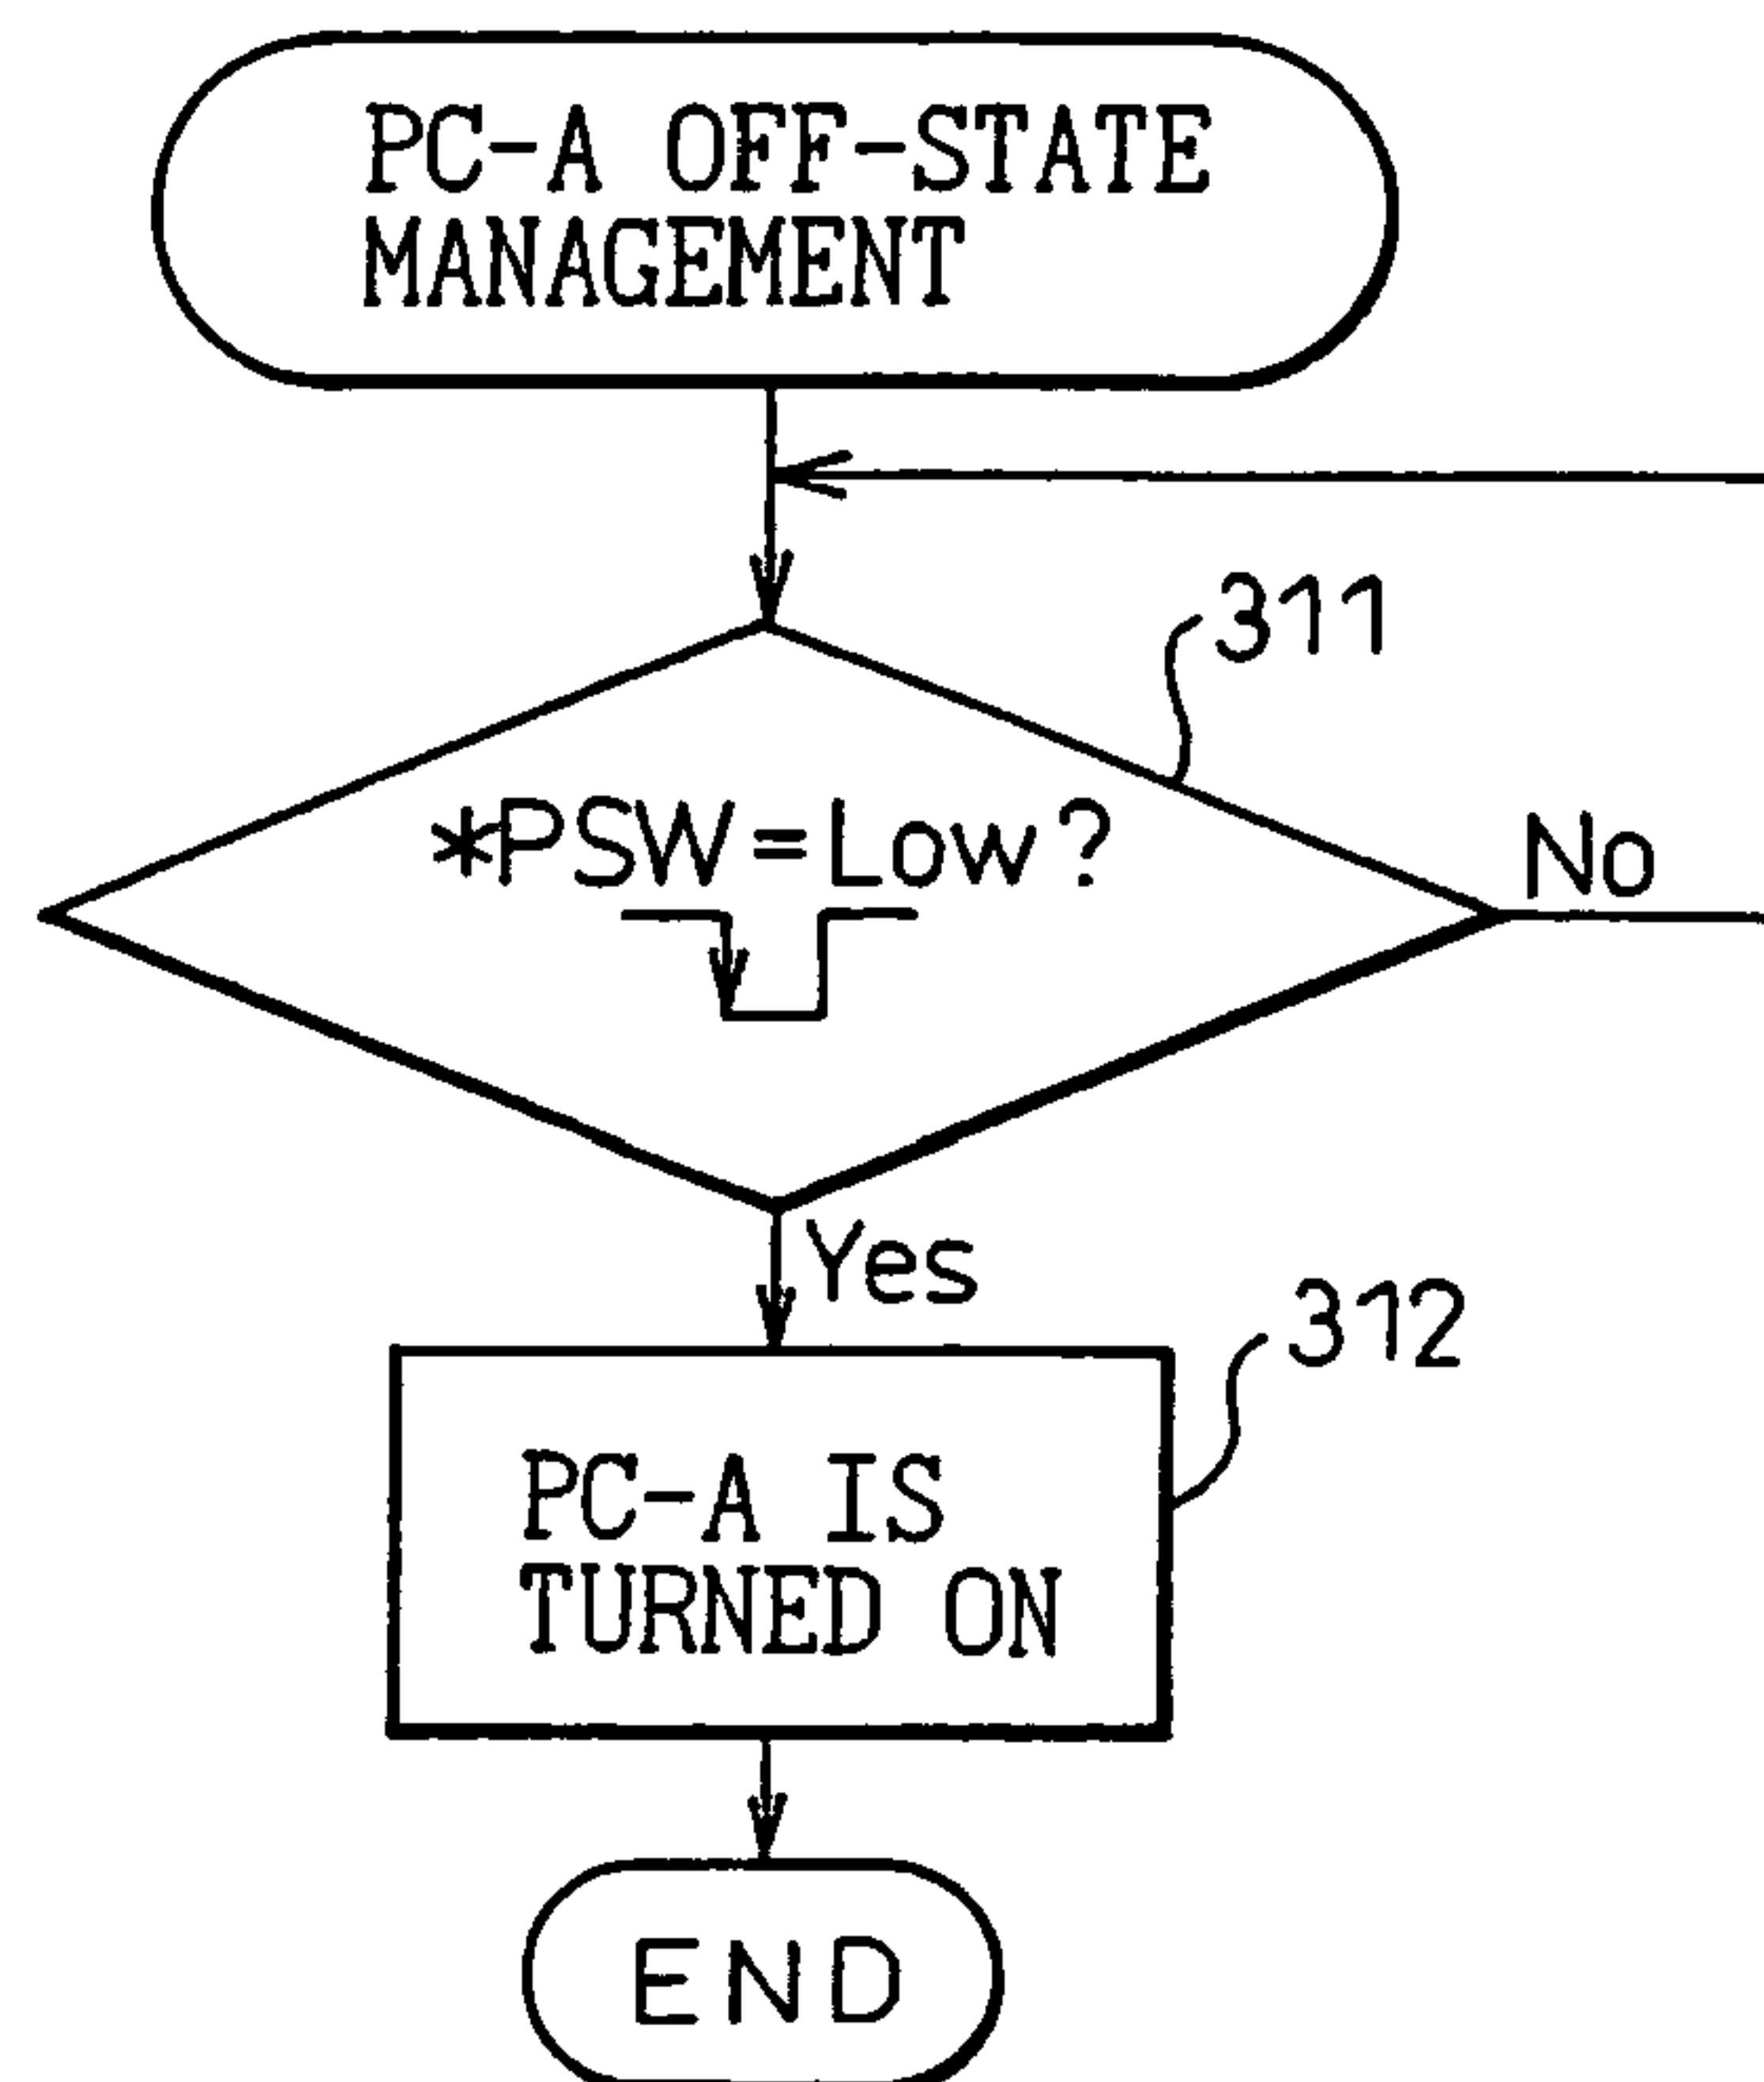 PC-A OFF-STATE
MANAGEMENT
311
*PSW=Low?
No
Yes
312
PC-A IS
TURNED ON
END